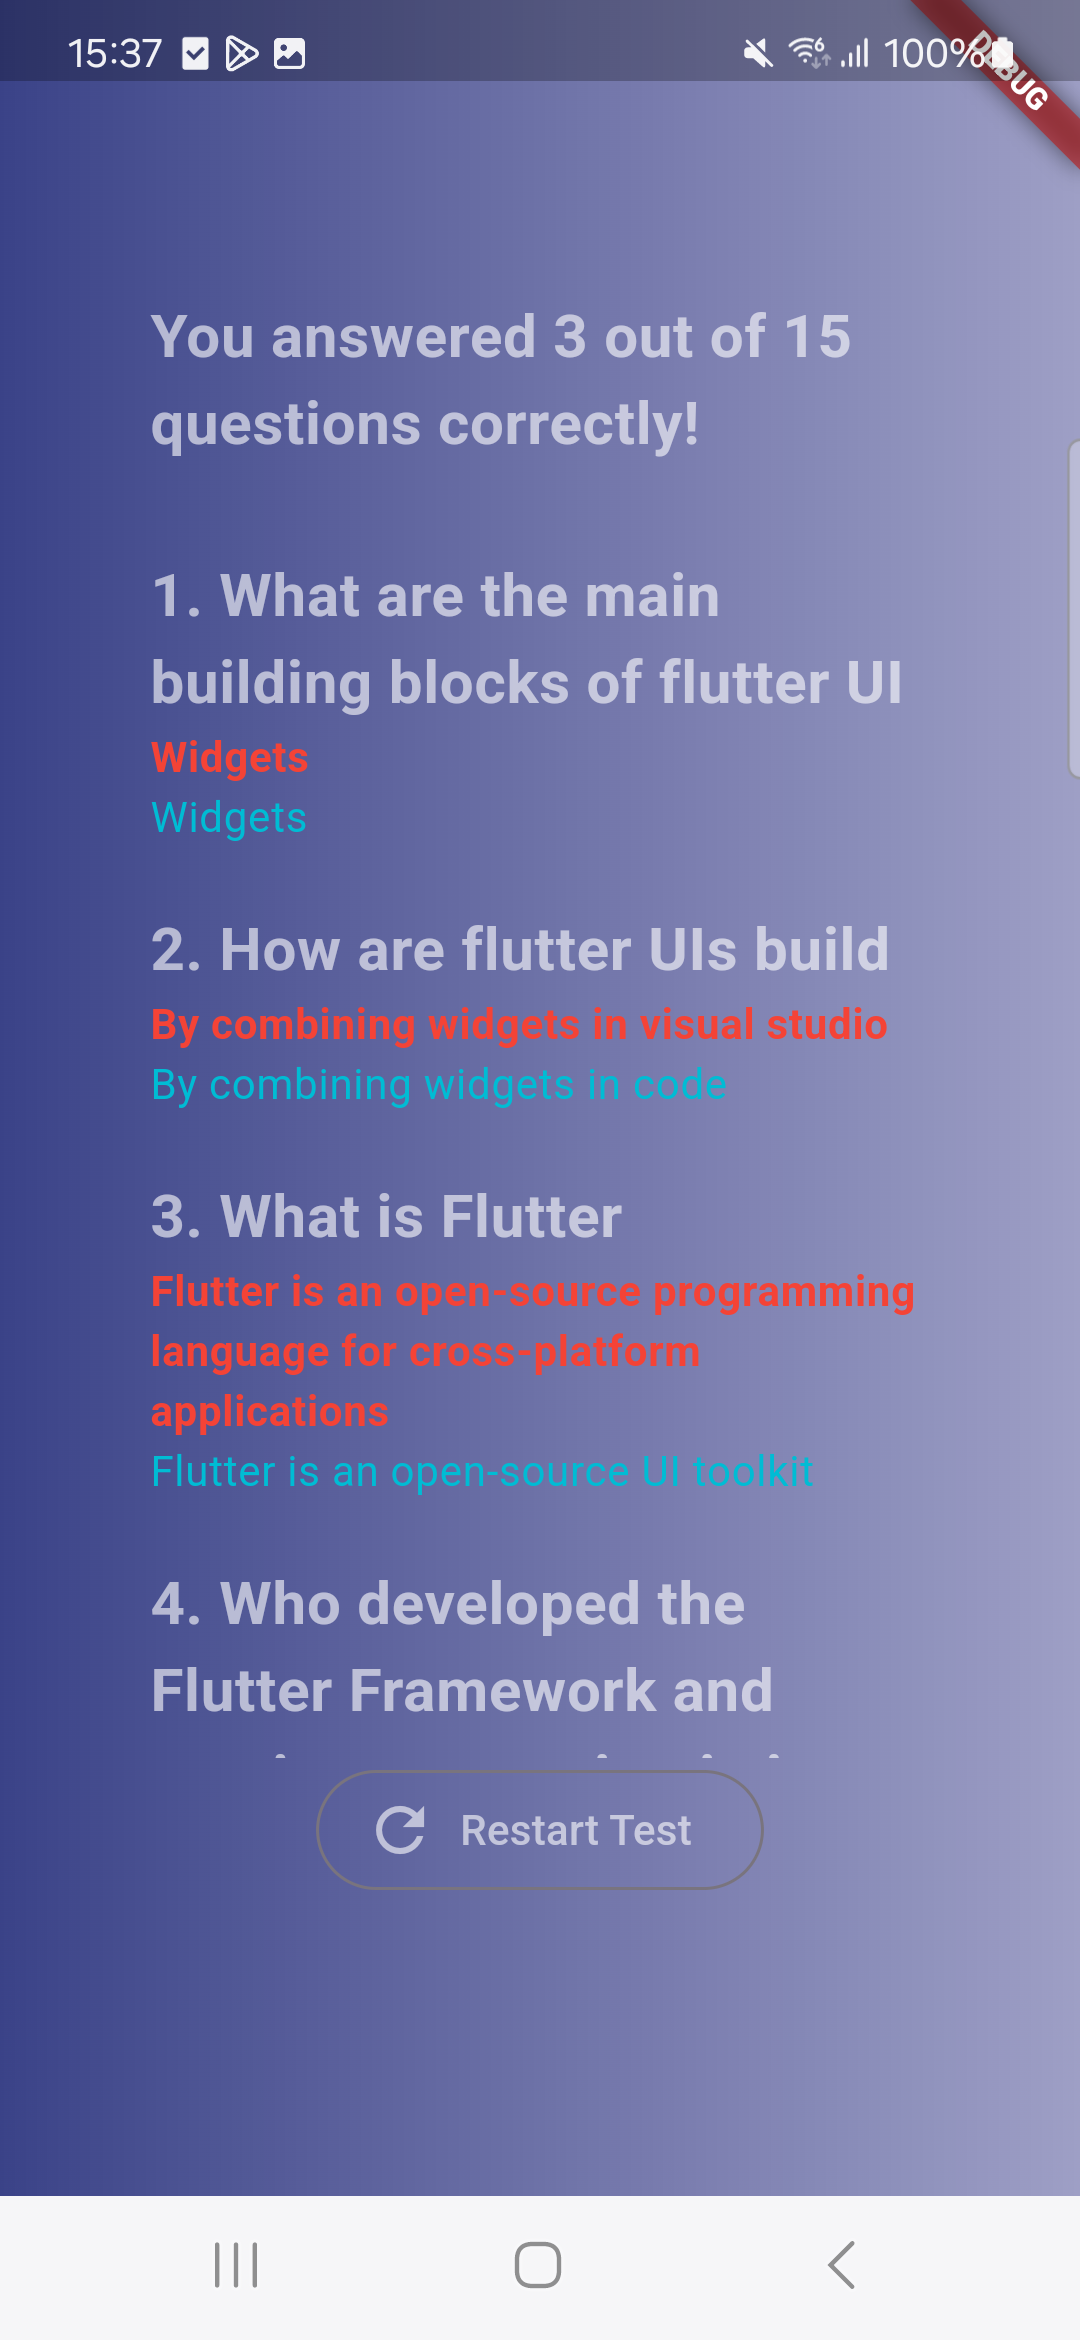 15:37 6 100%
DEBUG
You answered 3 out of 15
questions correctly!
1. What are the main
building blocks of flutter UI
Widgets
Widgets
2. How are flutter UIs build
By combining widgets in visual studio
By combining widgets in code
3. What is Flutter
Flutter is an open-source programming
language for cross-platform
applications
Flutter is an open-source UI toolkit
4. Who developed the
Flutter Framework and
Restart Test